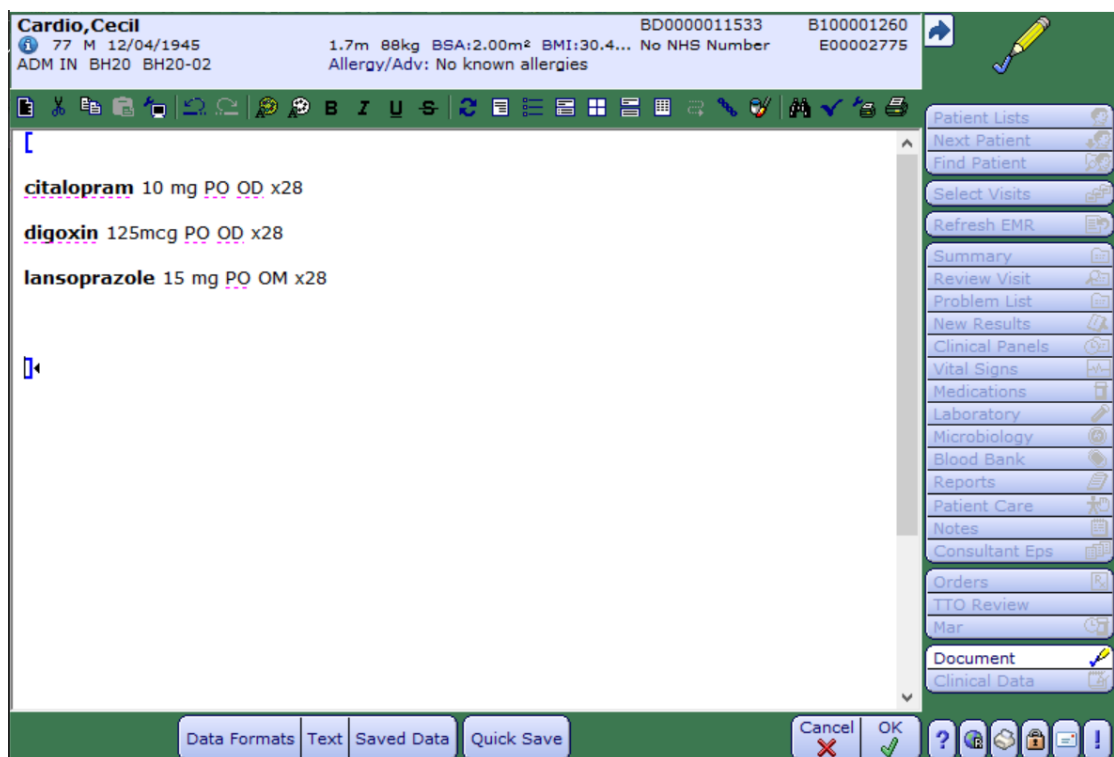 Cardio,Cecil BD0000011533 B100001260
77 M 12/04/1945 1.7m 88kg BSA:2.00m² BMI:30.4... No NHS Number E00002775
ADM IN BH20 BH20-02 Allergy/Adv: No known allergies
B I U S
[
citalopram 10 mg PO OD x28
digoxin 125mcg PO OD x28
lansoprazole 15 mg PO OM x28
]
Patient Lists
Next Patient
Find Patient
Select Visits
Refresh EMR
Summary
Review Visit
Problem List
New Results
Clinical Panels
Vital Signs
Medications
Laboratory
Microbiology
Blood Bank
Reports
Patient Care
Notes
Consultant Eps
Orders
TTO Review
Mar
Document
Clinical Data
Data Formats Text Saved Data Quick Save Cancel OK
? !